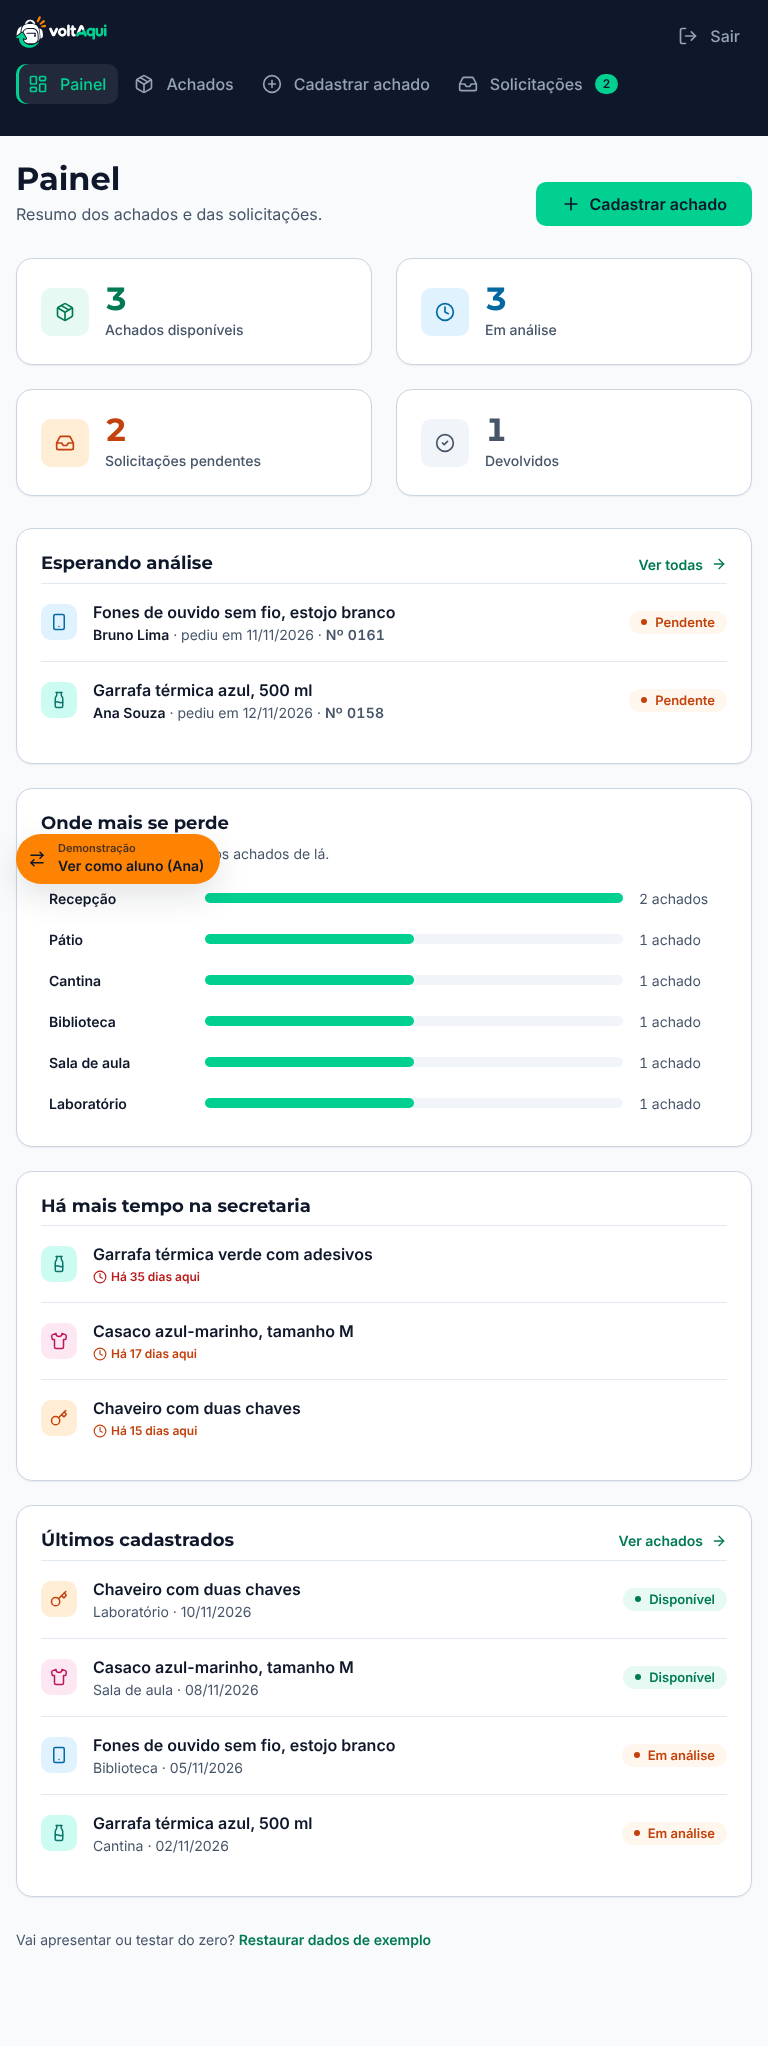 voltAqui
Sair
Painel
Achados
Cadastrar achado
Solicitações
2
Painel
Resumo dos achados e das solicitações.
Cadastrar achado
3
Achados disponíveis
3
Em análise
2
Solicitações pendentes
1
Devolvidos
Esperando análise
Ver todas
Fones de ouvido sem fio, estojo branco
Bruno Lima · pediu em 11/11/2026 · Nº 0161
Pendente
Garrafa térmica azul, 500 ml
Ana Souza · pediu em 12/11/2026 · Nº 0158
Pendente
Onde mais se perde
achados de lá.
Demonstração
Ver como aluno (Ana)
Recepção
2 achados
Pátio
1 achado
Cantina
1 achado
Biblioteca
1 achado
Sala de aula
1 achado
Laboratório
1 achado
Há mais tempo na secretaria
Garrafa térmica verde com adesivos
Há 35 dias aqui
Casaco azul-marinho, tamanho M
Há 17 dias aqui
Chaveiro com duas chaves
Há 15 dias aqui
Últimos cadastrados
Ver achados
Chaveiro com duas chaves
Laboratório · 10/11/2026
Disponível
Casaco azul-marinho, tamanho M
Sala de aula · 08/11/2026
Disponível
Fones de ouvido sem fio, estojo branco
Biblioteca · 05/11/2026
Em análise
Garrafa térmica azul, 500 ml
Cantina · 02/11/2026
Em análise
Vai apresentar ou testar do zero? Restaurar dados de exemplo